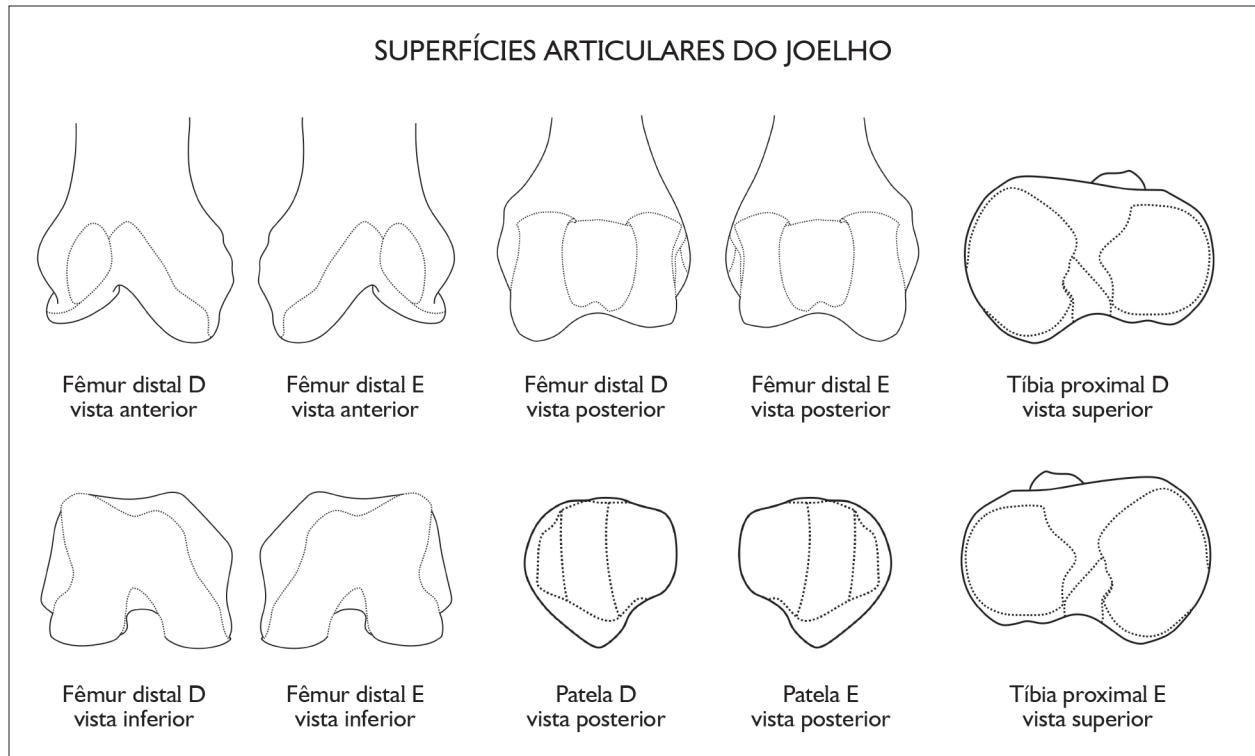 SUPERFÍCIES ARTICULARES DO JOELHO
Fêmur distal D
vista anterior
Fêmur distal E
vista anterior
Fêmur distal D
vista posterior
Fêmur distal E
vista posterior
Tíbia proximal D
vista superior
Fêmur distal D
vista inferior
Fêmur distal E
vista inferior
Patela D
vista posterior
Patela E
vista posterior
Tíbia proximal E
vista superior